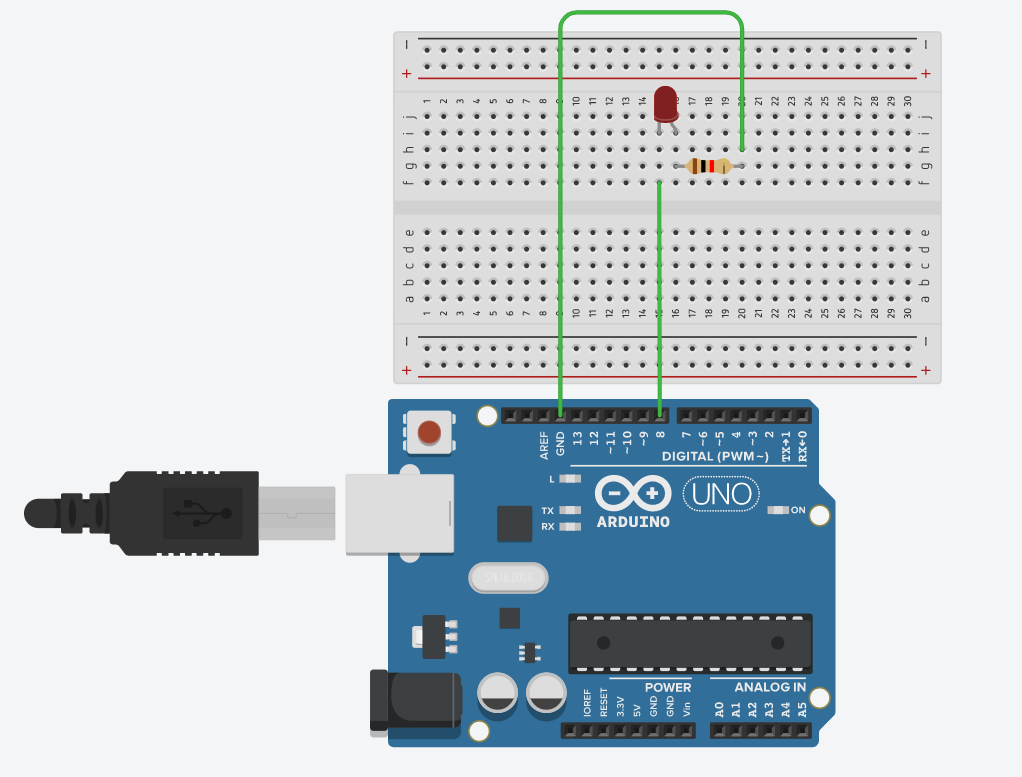 − −
+ +
1 2 3 4 5 6 7 8 9 10 11 12 13 14 15 16 17 18 19 20 21 22 23 24 25 26 27 28 29 30
j j
i i
h h
g g
f f
e e
d d
c c
b b
a a
1 2 3 4 5 6 7 8 9 10 11 12 13 14 15 16 17 18 19 20 21 22 23 24 25 26 27 28 29 30
− −
+ +
AREF GND 13 12 ~11 ~10 ~9 8 7 ~6 ~5 4 ~3 2 TX→1 RX←0
DIGITAL (PWM~)
L
TX
RX
ARDUINO
UNO
ON
POWER
ANALOG IN
IOREF RESET 3.3V 5V GND GND Vin A0 A1 A2 A3 A4 A5